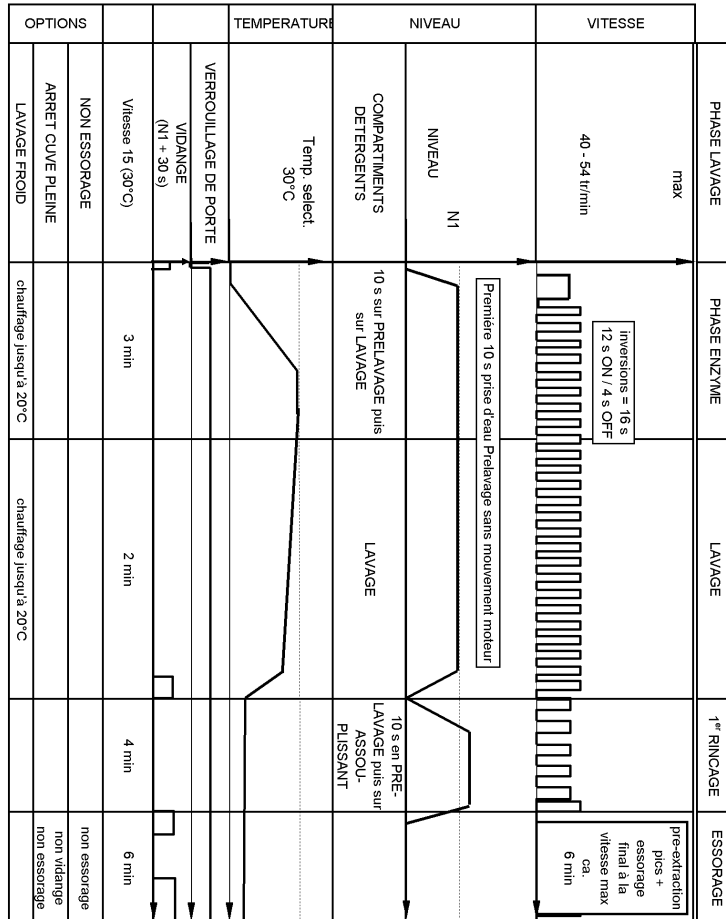 PHASE LAVAGE
PHASE ENZYME
LAVAGE
1er RINCAGE
ESSORAGE
VITESSE
max
40 - 54 tr/min
inversions = 16 s
12 s ON / 4 s OFF
pre-extraction
pics +
essorage
final à la
vitesse max
ca.
6 min
NIVEAU
N1
NIVEAU
Première 10 s prise d'eau Prelavage sans mouvement moteur
COMPARTIMENTS
DETERGENTS
10 s sur PRELAVAGE puis
sur LAVAGE
LAVAGE
10 s en PRE-
LAVAGE puis sur
ASSOU-
PLISSANT
TEMPERATURE
Temp. select.
30°C
VERROUILLAGE DE PORTE
VIDANGE
(N1 + 30 s)
Vitesse 15 (30°C)
3 min
2 min
4 min
6 min
OPTIONS
NON ESSORAGE
non essorage
ARRET CUVE PLEINE
non vidange
non essorage
LAVAGE FROID
chauffage jusqu'à 20°C
chauffage jusqu'à 20°C